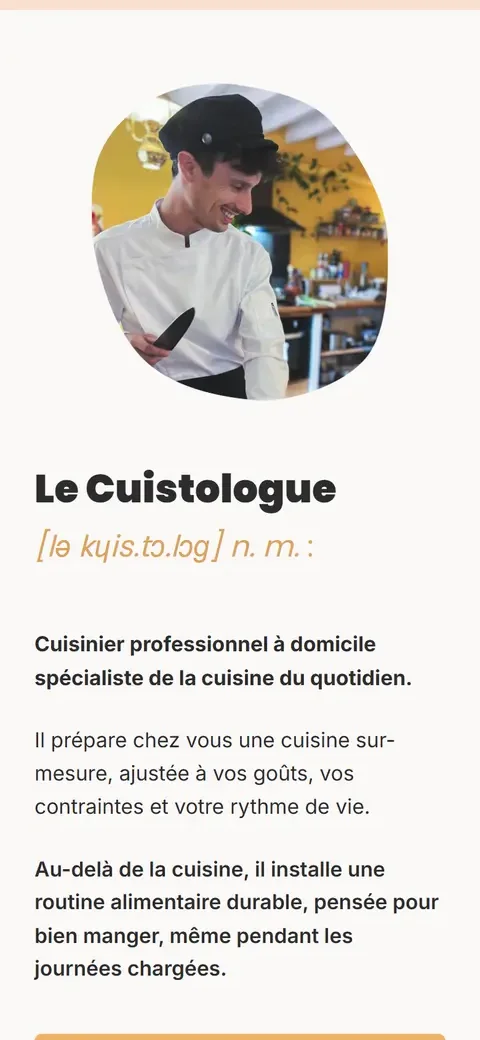 Le Cuistologue
[lə kɥis.tɔ.lɔg] n. m. :
Cuisinier professionnel à domicile
spécialiste de la cuisine du quotidien.
Il prépare chez vous une cuisine sur-
mesure, ajustée à vos goûts, vos
contraintes et votre rythme de vie.
Au-delà de la cuisine, il installe une
routine alimentaire durable, pensée pour
bien manger, même pendant les
journées chargées.